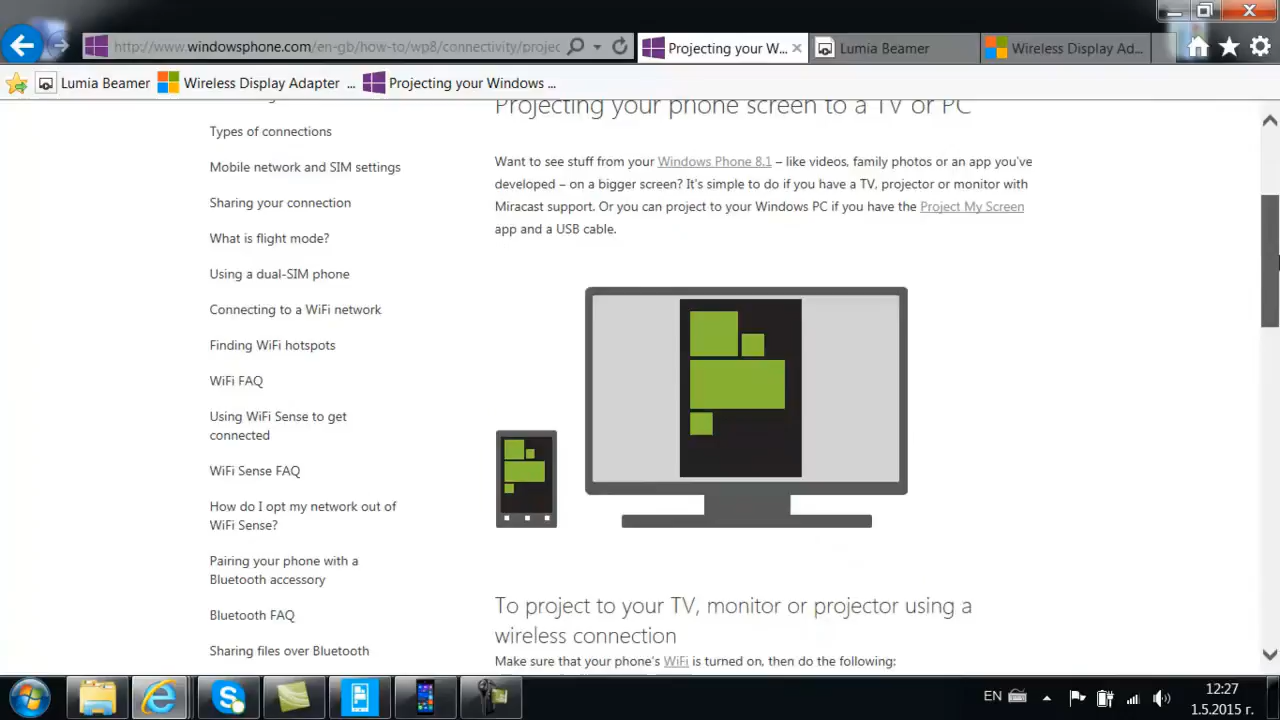 http://www.windowsphone.com/en-gb/how-to/wp8/connectivity/projec
Projecting your W...
Lumia Beamer
Wireless Display Ad...
Lumia Beamer
Wireless Display Adapter ...
Projecting your Windows ...
Types of connections
Mobile network and SIM settings
Sharing your connection
What is flight mode?
Using a dual-SIM phone
Connecting to a WiFi network
Finding WiFi hotspots
WiFi FAQ
Using WiFi Sense to get
connected
WiFi Sense FAQ
How do I opt my network out of
WiFi Sense?
Pairing your phone with a
Bluetooth accessory
Bluetooth FAQ
Sharing files over Bluetooth
Projecting your phone screen to a TV or PC
Want to see stuff from your Windows Phone 8.1 – like videos, family photos or an app you've
developed – on a bigger screen? It's simple to do if you have a TV, projector or monitor with
Miracast support. Or you can project to your Windows PC if you have the Project My Screen
app and a USB cable.
To project to your TV, monitor or projector using a
wireless connection
Make sure that your phone's WiFi is turned on, then do the following:
EN
12:27
1.5.2015 г.